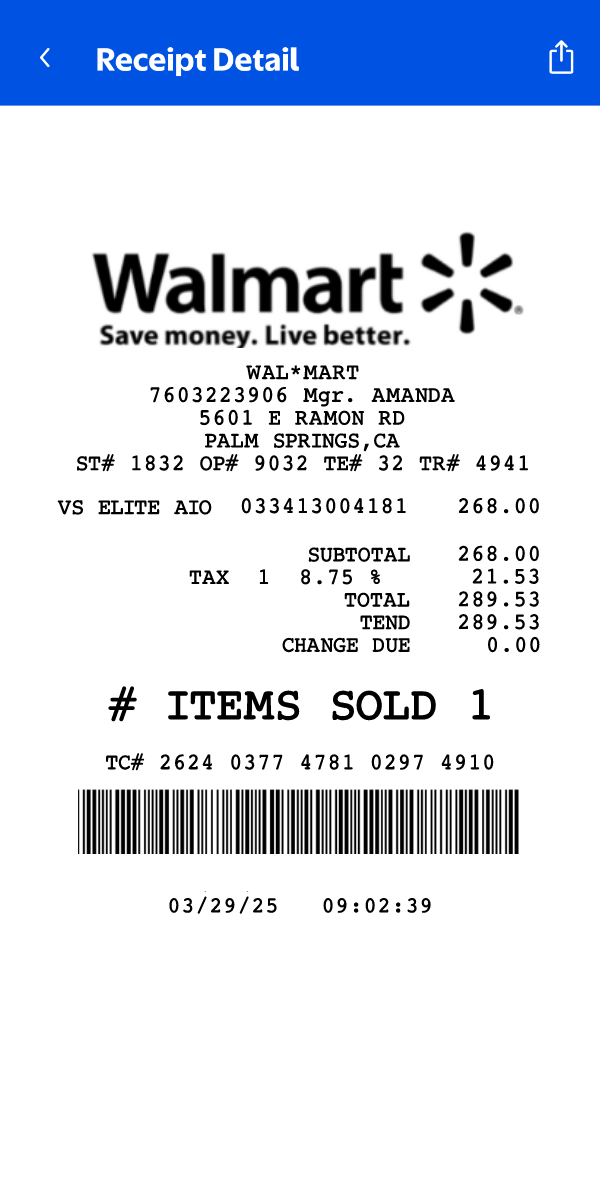 Receipt Detail
Walmart
Save money. Live better.
WAL*MART
7603223906 Mgr. AMANDA
5601 E RAMON RD
PALM SPRINGS,CA
ST# 1832 OP# 9032 TE# 32 TR# 4941
VS ELITE AIO 033413004181 268.00
SUBTOTAL 268.00
TAX 1 8.75 % 21.53
TOTAL 289.53
TEND 289.53
CHANGE DUE 0.00
# ITEMS SOLD 1
TC# 2624 0377 4781 0297 4910
03/29/25 09:02:39